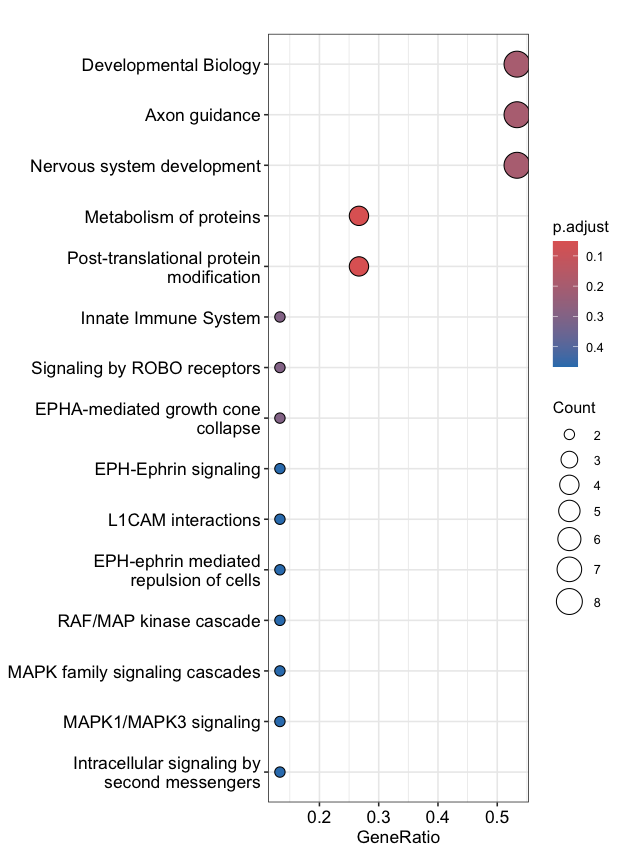 Developmental Biology
Axon guidance
Nervous system development
Metabolism of proteins
Post-translational protein
modification
Innate Immune System
Signaling by ROBO receptors
EPHA-mediated growth cone
collapse
EPH-Ephrin signaling
L1CAM interactions
EPH-ephrin mediated
repulsion of cells
RAF/MAP kinase cascade
MAPK family signaling cascades
MAPK1/MAPK3 signaling
Intracellular signaling by
second messengers
0.2 0.3 0.4 0.5
GeneRatio
p.adjust
0.1
0.2
0.3
0.4
Count
2
3
4
5
6
7
8